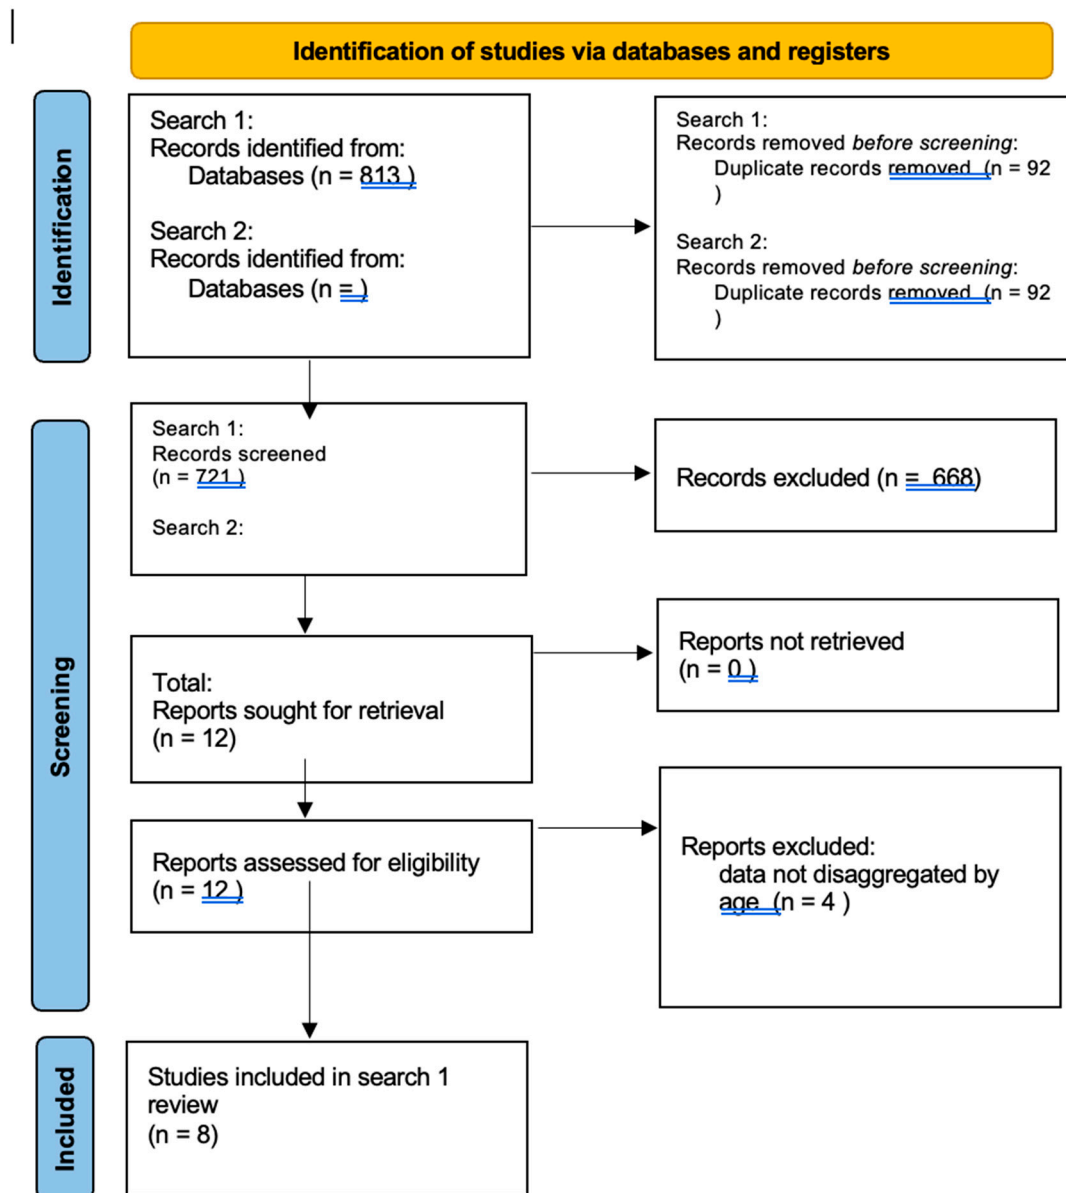 Identification of studies via databases and registers
Identification
Search 1:
Records identified from:
Databases (n = 813 )
Search 2:
Records identified from:
Databases (n = )
Search 1:
Records removed before screening:
Duplicate records removed (n = 92
)
Search 2:
Records removed before screening:
Duplicate records removed (n = 92
)
Screening
Search 1:
Records screened
(n = 721 )
Search 2:
Records excluded (n = 668)
Total:
Reports sought for retrieval
(n = 12)
Reports not retrieved
(n = 0 )
Reports assessed for eligibility
(n = 12 )
Reports excluded:
data not disaggregated by
age (n = 4 )
Included
Studies included in search 1
review
(n = 8)